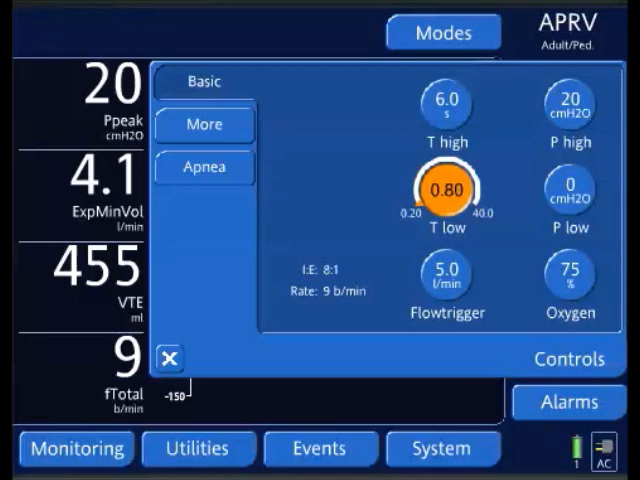 Modes
APRV
Adult/Ped.
20
Ppeak
cmH2O
4.1
ExpMinVol
l/min
455
VTE
ml
9
fTotal
b/min
Basic
More
Apnea
6.0
s
T high
20
cmH2O
P high
0.80
0.20
40.0
T low
0
cmH2O
P low
I:E: 8:1
Rate: 9 b/min
5.0
l/min
Flowtrigger
75
%
Oxygen
X
Controls
-150
Alarms
Monitoring
Utilities
Events
System
1
AC